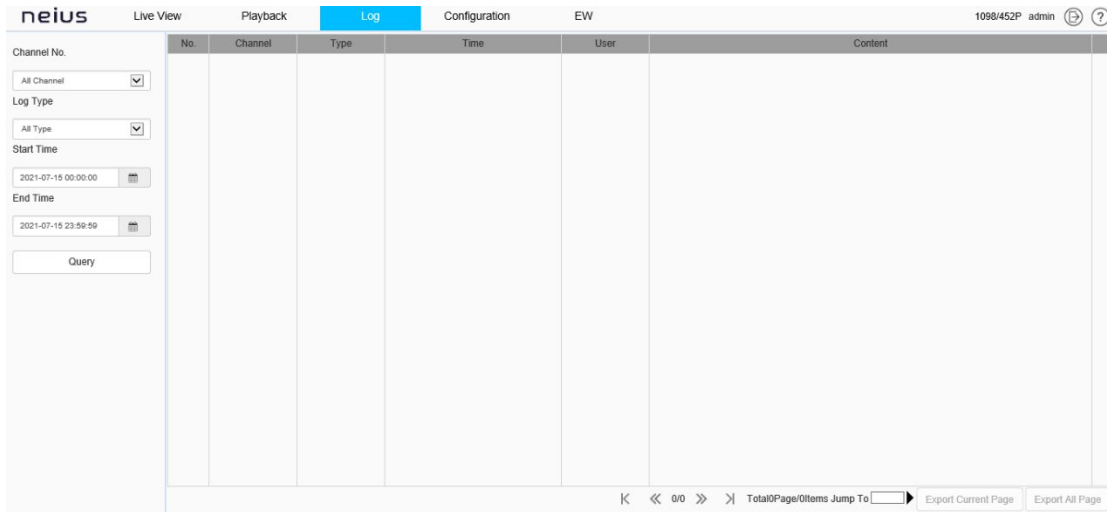 neius Live View Playback Log Configuration EW 1098/452P admin ?
No. Channel Type Time User Content
Channel No.
All Channel
Log Type
All Type
Start Time
2021-07-15 00:00:00
End Time
2021-07-15 23:59:59
Query
0/0 Total0Page/0Items Jump To Export Current Page Export All Page